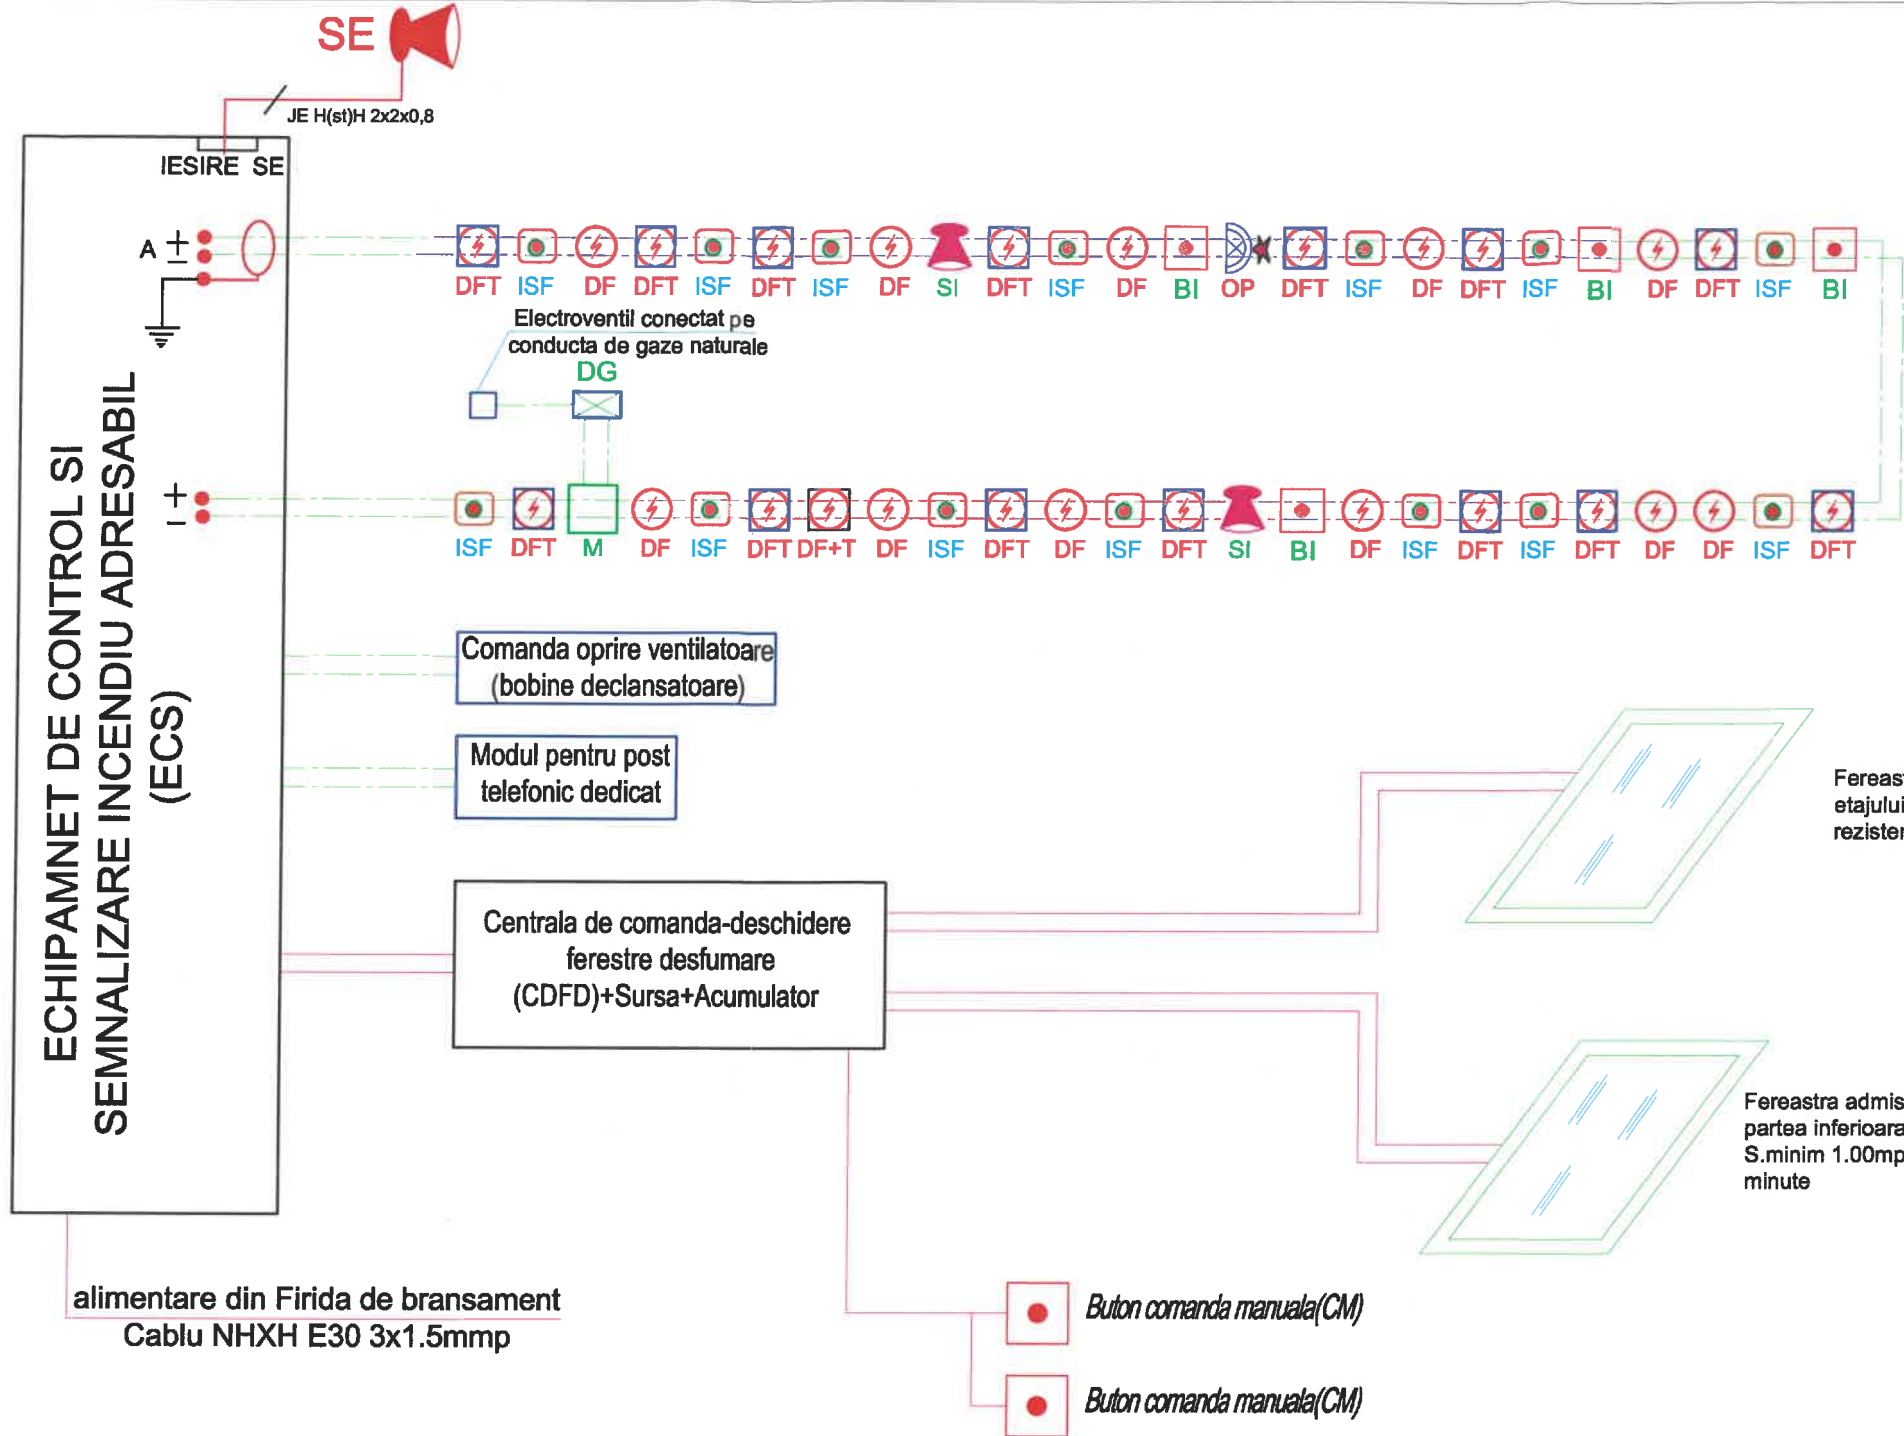 SE
JE H(st)H 2x2x0,8
IESIRE SE
A + -
DFT ISF DF DFT ISF DFT ISF DF SI DFT ISF DF BI OP DFT ISF DF DFT ISF BI DF DFT ISF BI
Electroventil conectat pe
conducta de gaze naturale
DG
+
-
ISF DFT M DF ISF DFT DF+T DF ISF DFT DF ISF DFT SI BI DF ISF DFT ISF DFT DF DF ISF DFT
ECHIPAMNET DE CONTROL SI
SEMNALIZARE INCENDIU ADRESABIL
(ECS)
Comanda oprire ventilatoare
(bobine declansatoare)
Modul pentru post
telefonic dedicat
Centrala de comanda-deschidere
ferestre desfumare
(CDFD)+Sursa+Acumulator
Fereas
etajului
rezister
Fereastra admis
partea inferioara
S.minim 1.00mp
minute
alimentare din Firida de bransament
Cablu NHXH E30 3x1.5mmp
Buton comanda manuala(CM)
Buton comanda manuala(CM)